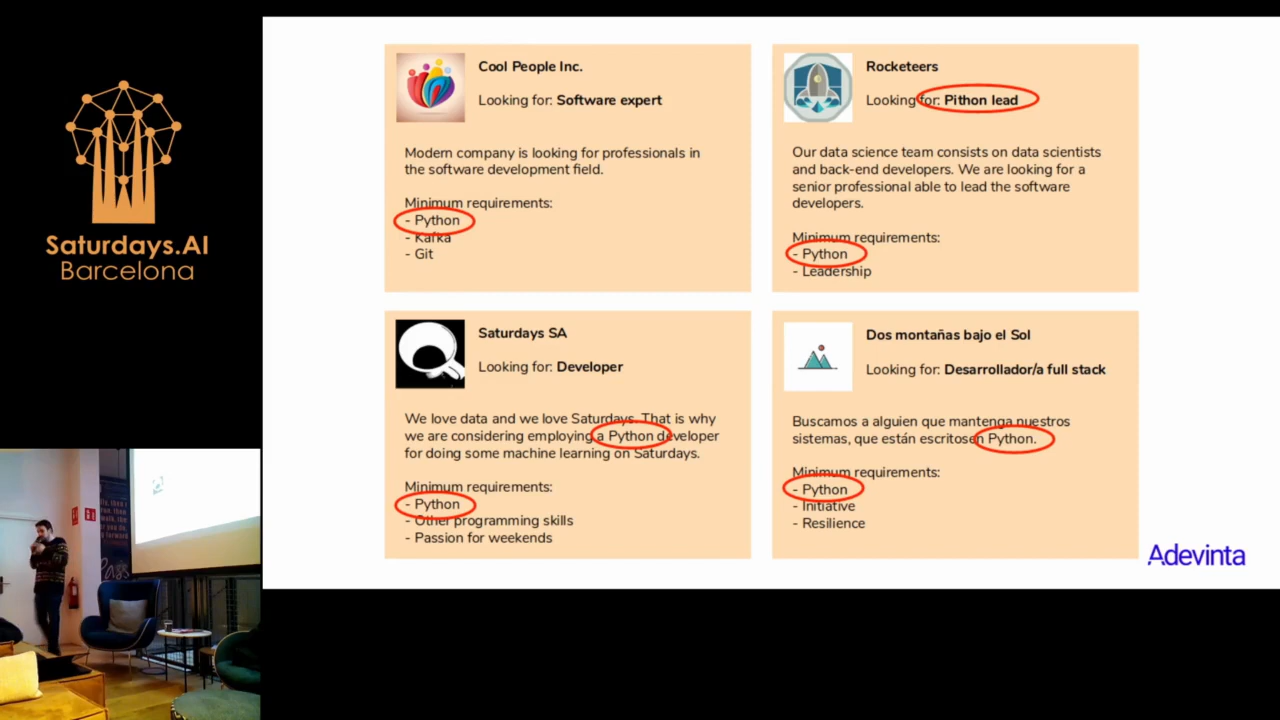 Saturdays.AI
Barcelona
Cool People Inc.
Looking for: Software expert
Modern company is looking for professionals in
the software development field.
Minimum requirements:
- Python
- Kafka
- Git
Rocketeers
Looking for: Pithon lead
Our data science team consists on data scientists
and back-end developers. We are looking for a
senior professional able to lead the software
developers.
Minimum requirements:
- Python
- Leadership
Saturdays SA
Looking for: Developer
We love data and we love Saturdays. That is why
we are considering employing a Python developer
for doing some machine learning on Saturdays.
Minimum requirements:
- Python
- Other programming skills
- Passion for weekends
Dos montañas bajo el Sol
Looking for: Desarrollador/a full stack
Buscamos a alguien que mantenga nuestros
sistemas, que están escritosen Python.
Minimum requirements:
- Python
- Initiative
- Resilience
Adevinta